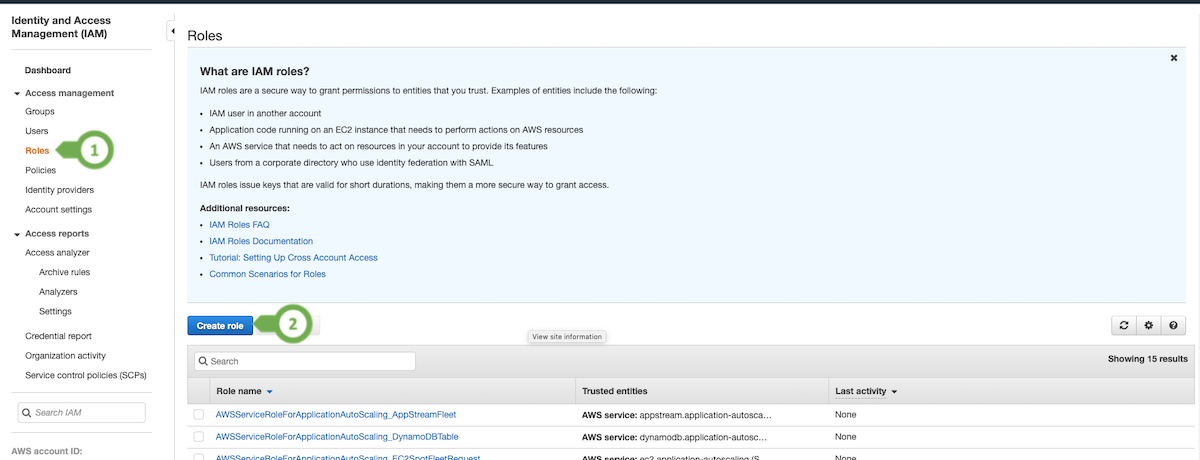 Identity and Access
Management (IAM)
Dashboard
Access management
Groups
Users
Roles
1
Policies
Identity providers
Account settings
Access reports
Access analyzer
Archive rules
Analyzers
Settings
Credential report
Organization activity
Service control policies (SCPs)
Search IAM
AWS account ID:
Roles
What are IAM roles?
IAM roles are a secure way to grant permissions to entities that you trust. Examples of entities include the following:
• IAM user in another account
• Application code running on an EC2 instance that needs to perform actions on AWS resources
• An AWS service that needs to act on resources in your account to provide its features
• Users from a corporate directory who use identity federation with SAML
IAM roles issue keys that are valid for short durations, making them a more secure way to grant access.
Additional resources:
• IAM Roles FAQ
• IAM Roles Documentation
• Tutorial: Setting Up Cross Account Access
• Common Scenarios for Roles
Create role
2
View site information
Search
Showing 15 results
Role name Trusted entities Last activity
AWSServiceRoleForApplicationAutoScaling_AppStreamFleet AWS service: appstream.application-autosca... None
AWSServiceRoleForApplicationAutoScaling_DynamoDBTable AWS service: dynamodb.application-autosc... None
AWSServiceRoleForApplicationAutoScaling_EC2SpotFleetRequest AWS service: ec2.application-autoscaling (S... None